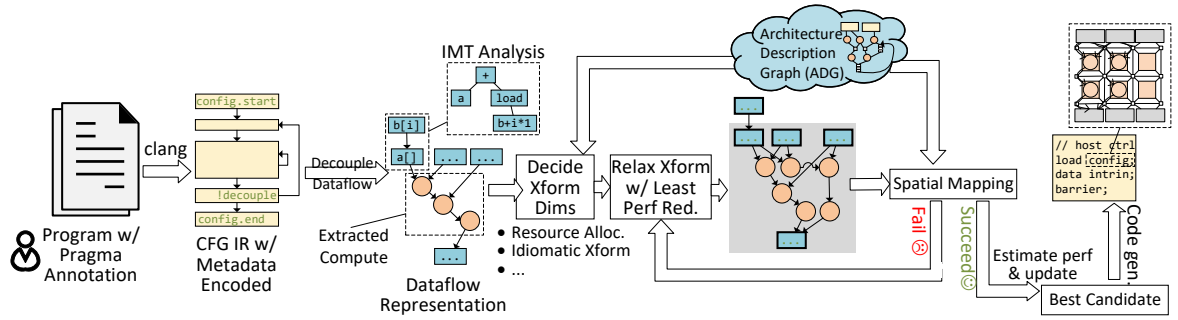 IMT Analysis
+
a
load
b+i*1
Architecture
Description
Graph (ADG)
config.start
!decouple
config.end
clang
Decouple
Dataflow
b[i]
a[]
...
...
...
Extracted
Compute
Dataflow
Representation
Program w/
Pragma
Annotation
CFG IR w/
Metadata
Encoded
Decide
Xform
Dims
• Resource Alloc.
• Idiomatic Xform
• ...
Relax Xform
w/ Least
Perf Red.
...
...
...
...
...
Spatial Mapping
Fail ☹
Succeed☺
Estimate perf
& update
Best Candidate
Code gen.
// host ctrl
load config;
data intrin;
barrier;